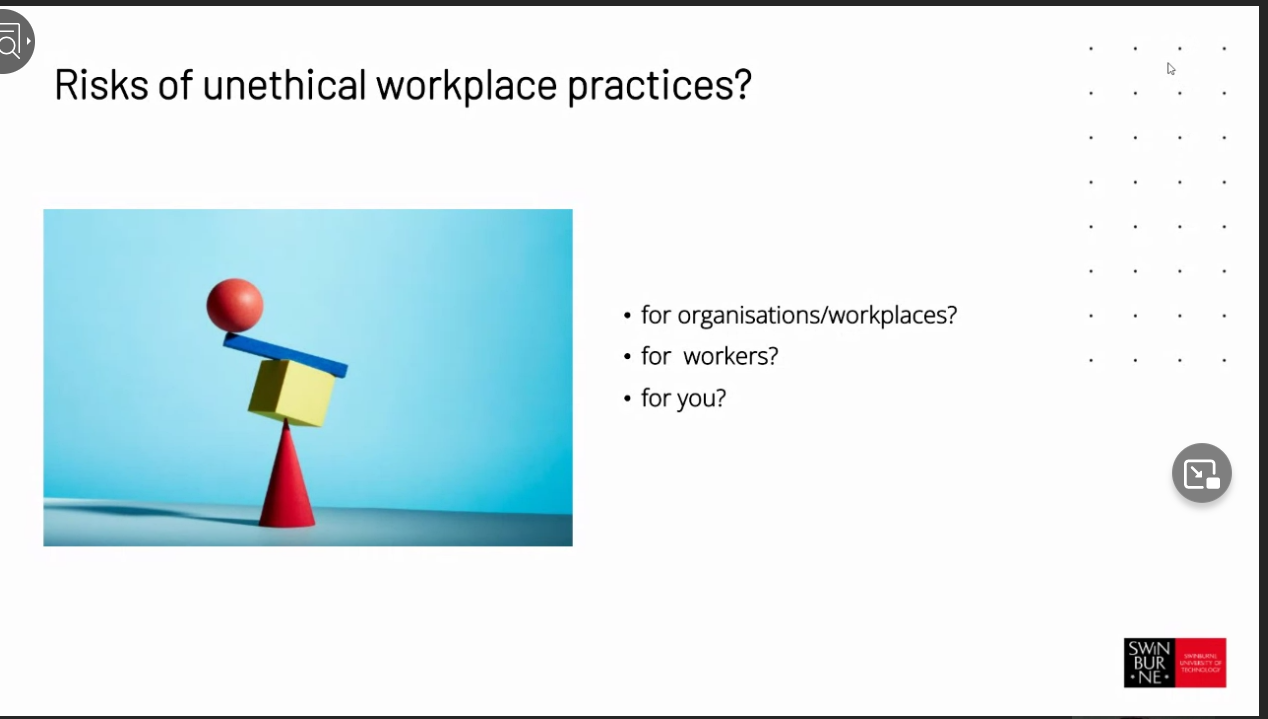 Risks of unethical workplace practices?
• for organisations/workplaces?
• for workers?
• for you?
SWIN
BUR
• NE •
SWINBURNE
UNIVERSITY OF
TECHNOLOGY